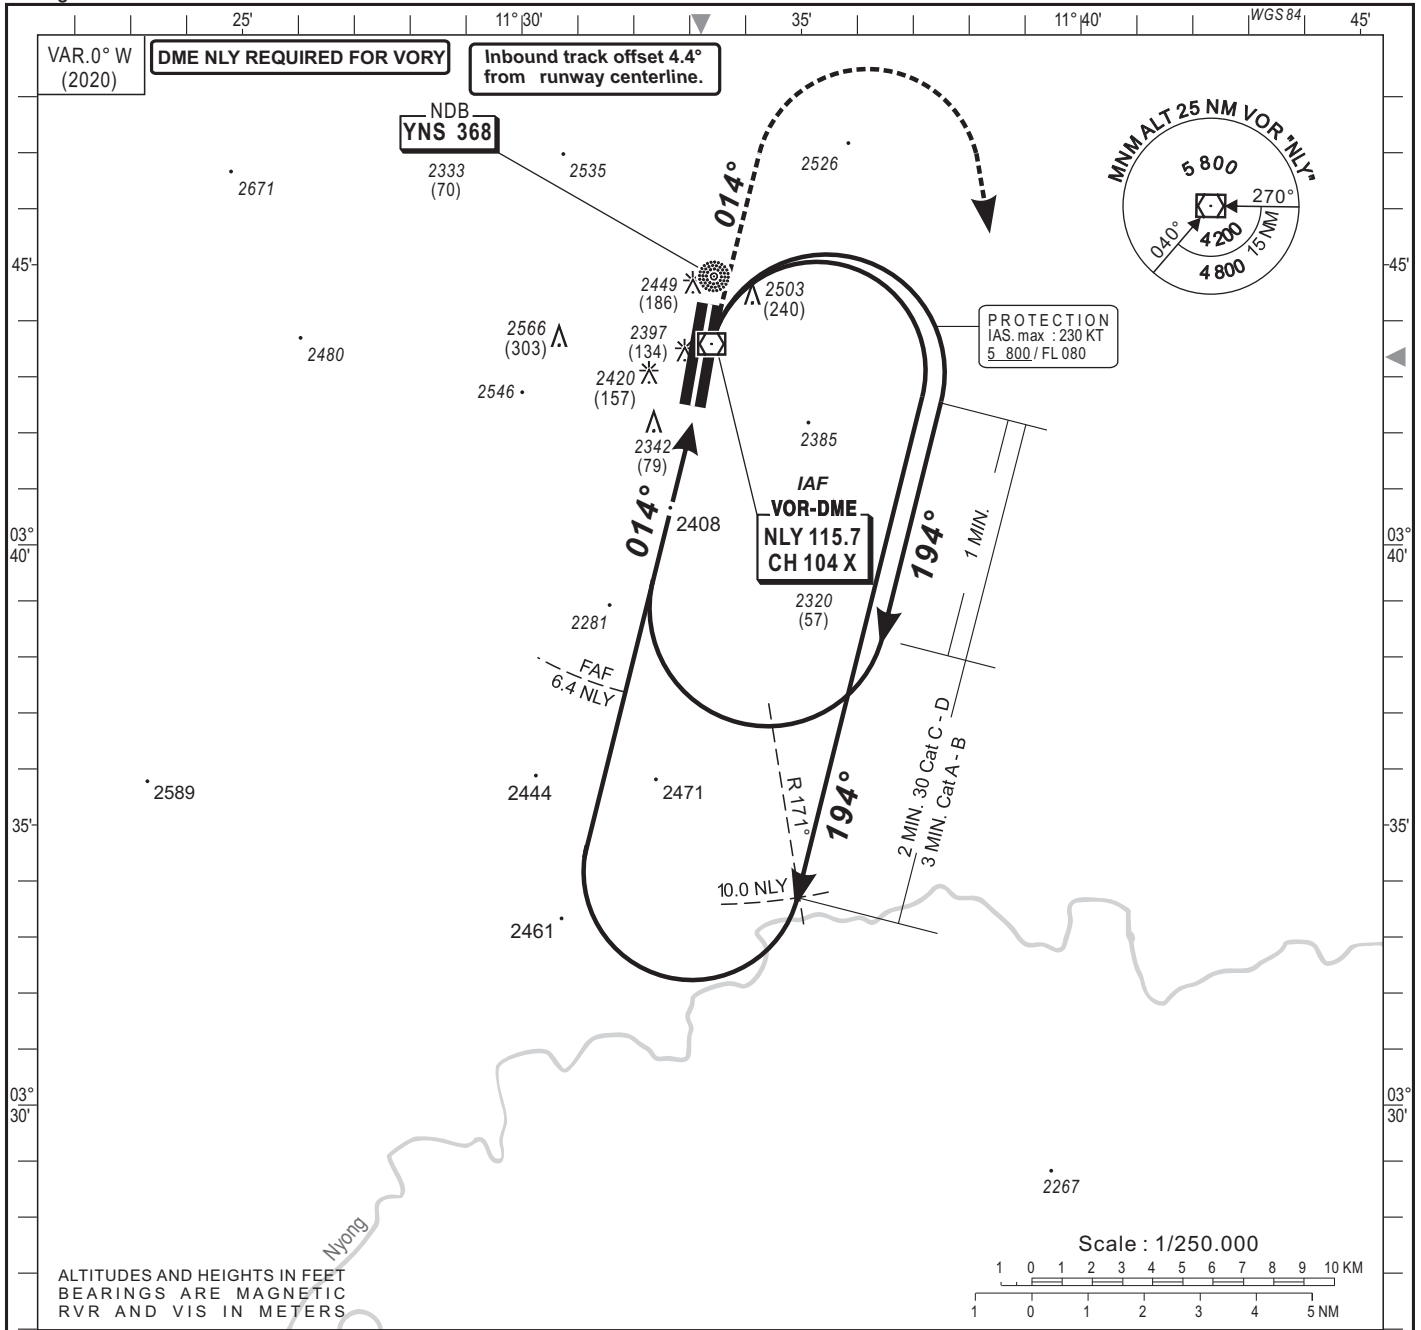 25'
11° 30'
35'
11° 40'
WGS 84
45'
VAR.0° W
(2020)
DME NLY REQUIRED FOR VORY
Inbound track offset 4.4°
from runway centerline.
NDB
YNS 368
2333
(70)
2535
2671
2526
014°
MNM ALT 25 NM VOR "NLY"
5 800
270°
040°
4 200
15 NM
4 800
45'
45'
2449
(186)
2503
(240)
2566
(303)
2397
(134)
2480
2420
(157)
2546
2342
(79)
2385
PROTECTION
IAS. max : 230 KT
5 800 / FL 080
IAF
VOR-DME
NLY 115.7
CH 104 X
014°
2408
194°
1 MIN.
03°
40'
03°
40'
2320
(57)
2281
FAF
6.4 NLY
2 MIN. 30 Cat C - D
3 MIN. Cat A - B
2589
2444
2471
R 171°
194°
35'
35'
10.0 NLY
2461
03°
30'
03°
30'
2267
Nyong
Scale : 1/250.000
1 0 1 2 3 4 5 6 7 8 9 10 KM
1 0 1 2 3 4 5 NM
ALTITUDES AND HEIGHTS IN FEET
BEARINGS ARE MAGNETIC
RVR AND VIS IN METERS